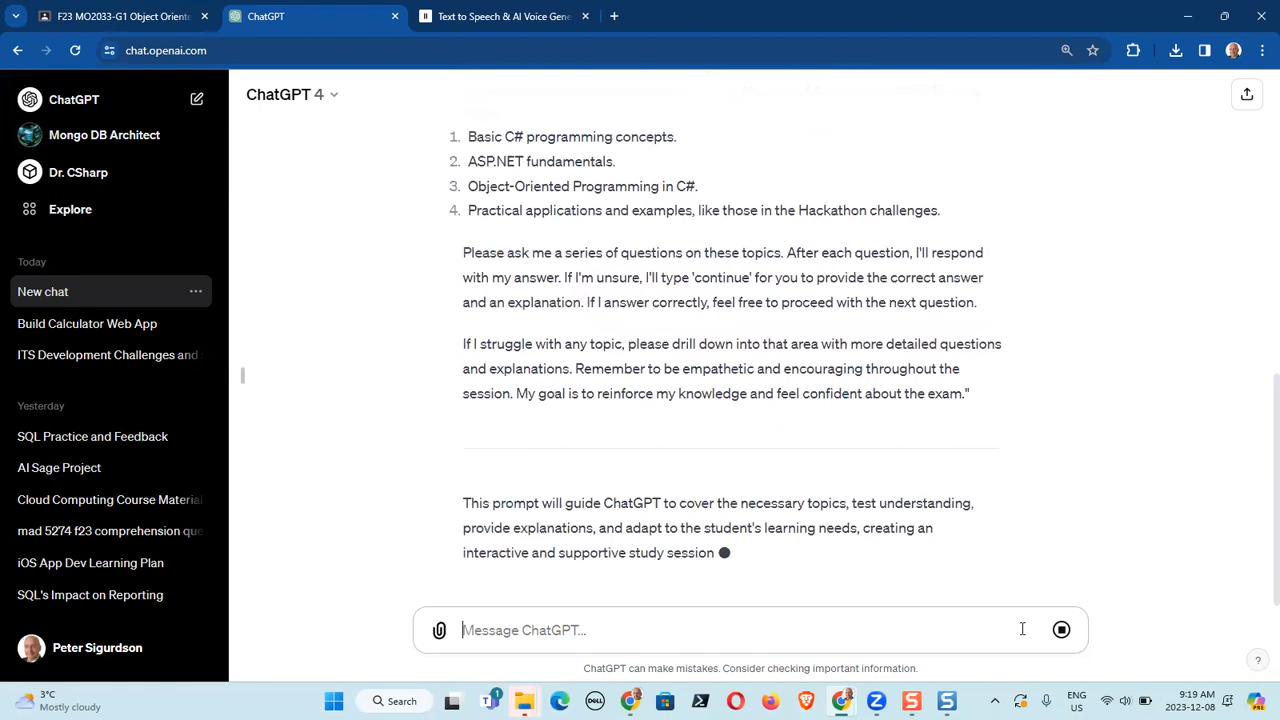 F23 MO2033-G1 Object Oriente
ChatGPT
Text to Speech & AI Voice Gene
chat.openai.com
ChatGPT
Mongo DB Architect
Dr. CSharp
Explore
Today
New chat
Build Calculator Web App
ITS Development Challenges and
Yesterday
SQL Practice and Feedback
AI Sage Project
Cloud Computing Course Material
mad 5274 f23 comprehension que
iOS App Dev Learning Plan
SQL's Impact on Reporting
Peter Sigurdson
ChatGPT 4
1. Basic C# programming concepts.
2. ASP.NET fundamentals.
3. Object-Oriented Programming in C#.
4. Practical applications and examples, like those in the Hackathon challenges.
Please ask me a series of questions on these topics. After each question, I'll respond
with my answer. If I'm unsure, I'll type 'continue' for you to provide the correct answer
and an explanation. If I answer correctly, feel free to proceed with the next question.
If I struggle with any topic, please drill down into that area with more detailed questions
and explanations. Remember to be empathetic and encouraging throughout the
session. My goal is to reinforce my knowledge and feel confident about the exam."
This prompt will guide ChatGPT to cover the necessary topics, test understanding,
provide explanations, and adapt to the student's learning needs, creating an
interactive and supportive study session
Message ChatGPT...
ChatGPT can make mistakes. Consider checking important information.
?
3°C
Mostly cloudy
Search
1
DELL
ENG
US
9:19 AM
2023-12-08